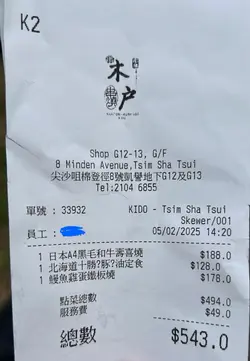 K2
木
户
Shop G12-13, G/F
8 Minden Avenue,Tsim Sha Tsui
尖沙咀棉登徑8號凱譽地下G12及G13
Tel:2104 6855
單號 : 33932 KIDO - Tsim Sha Tsui
Skewer/001
員工 : 05/02/2025 14:20
1 日本A4黑毛和牛壽喜燒 $188.0
1 北海道十勝?豚?油定食 $128.0
1 鰻魚雞蛋鐵板燒 $178.0
點菜總數 $494.0
服務費 $49.0
總數 $543.0